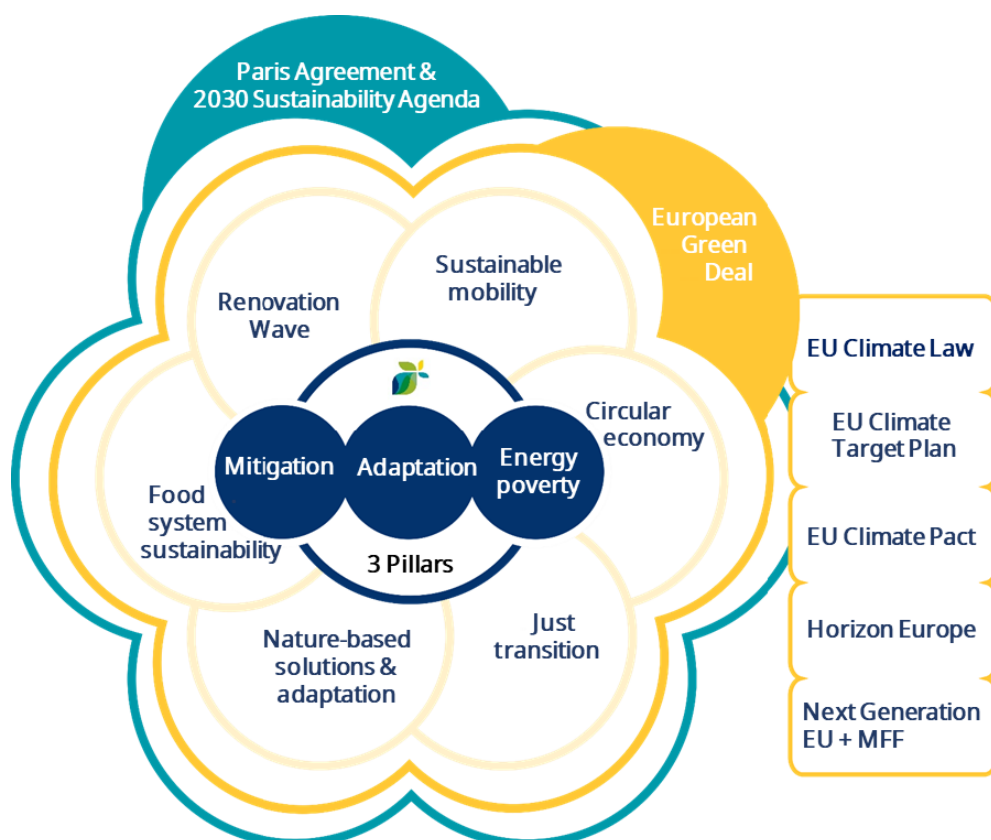 Paris Agreement &
2030 Sustainability Agenda
European
Green
Deal
Sustainable
mobility
Renovation
Wave
EU Climate Law
Circular
economy
EU Climate
Target Plan
Mitigation
Adaptation
Energy
poverty
Food
system
sustainability
EU Climate Pact
3 Pillars
Just
transition
Nature-based
solutions &
adaptation
Horizon Europe
Next Generation
EU + MFF